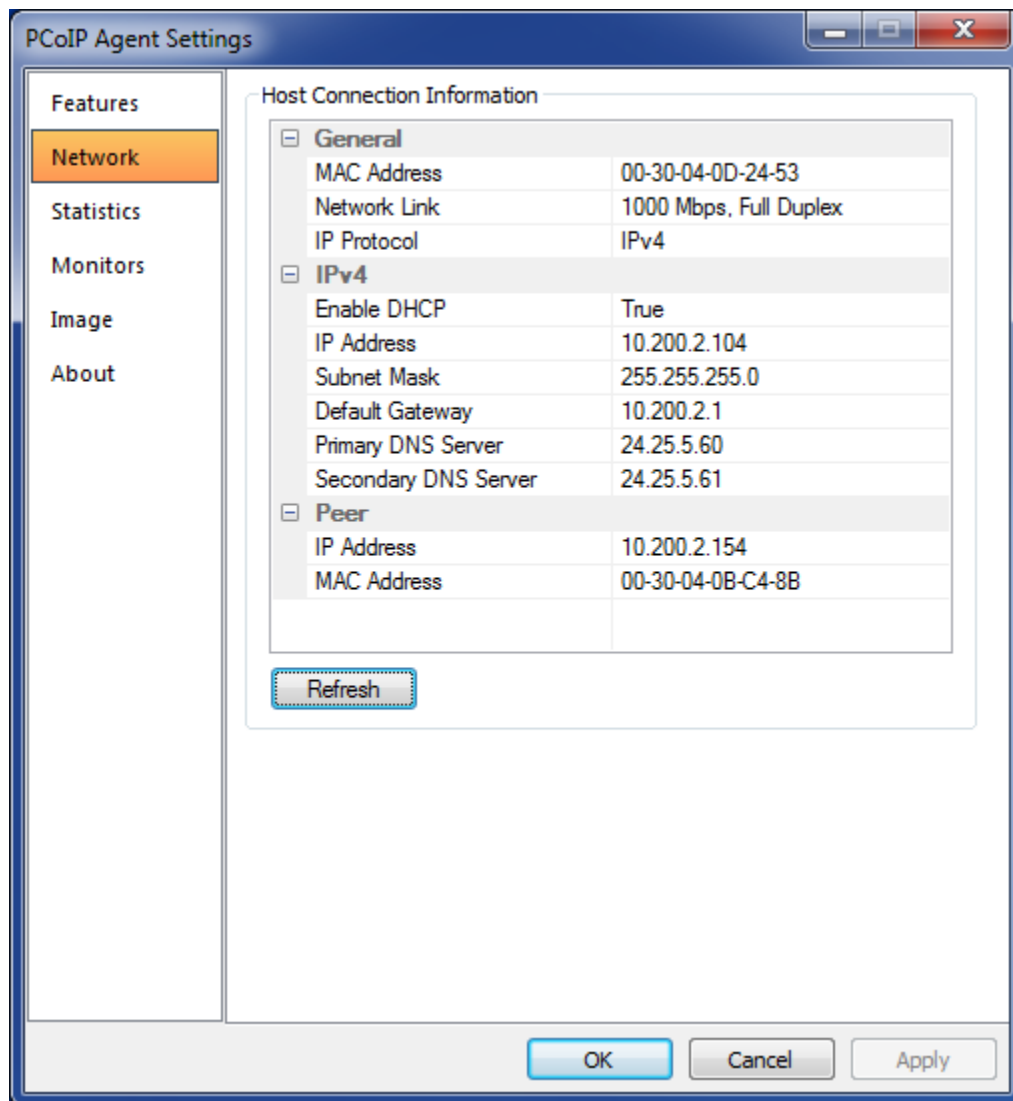 PCoIP Agent Settings
Features
Network
Statistics
Monitors
Image
About
Host Connection Information
General
MAC Address 00-30-04-0D-24-53
Network Link 1000 Mbps, Full Duplex
IP Protocol IPv4
IPv4
Enable DHCP True
IP Address 10.200.2.104
Subnet Mask 255.255.255.0
Default Gateway 10.200.2.1
Primary DNS Server 24.25.5.60
Secondary DNS Server 24.25.5.61
Peer
IP Address 10.200.2.154
MAC Address 00-30-04-0B-C4-8B
Refresh
OK Cancel Apply